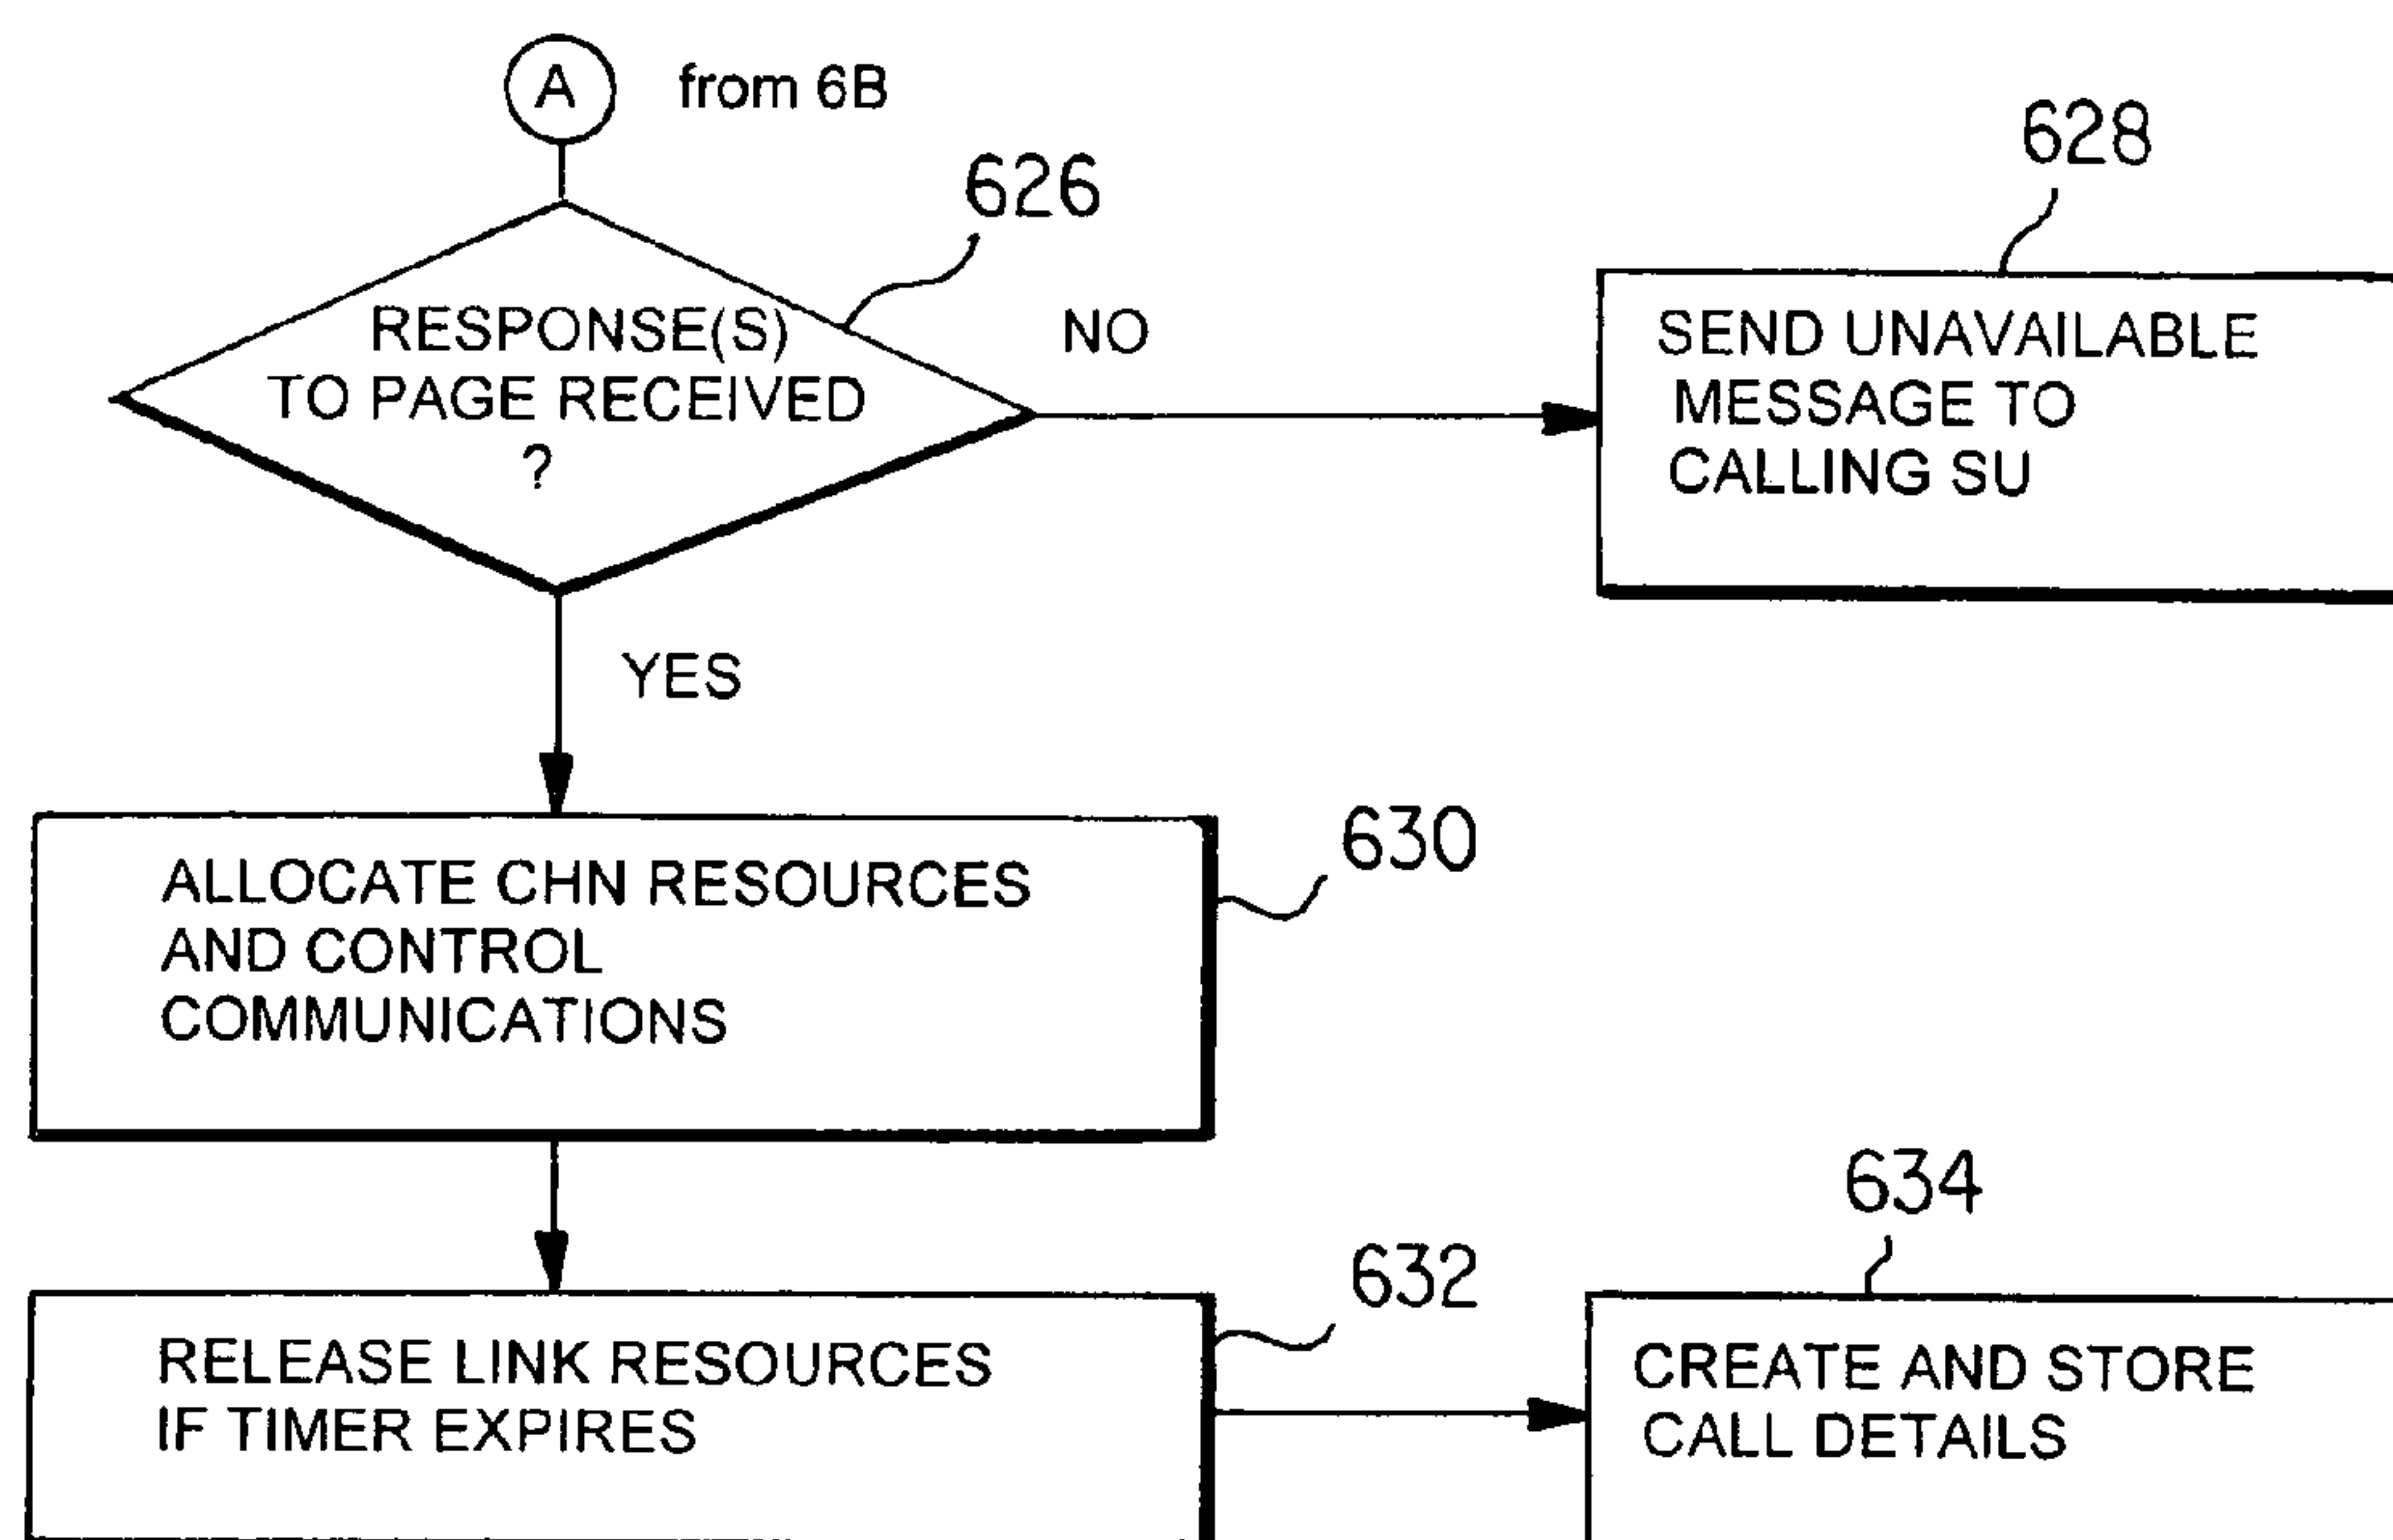 A from 6B
626
628
RESPONSE(S)
TO PAGE RECEIVED
?
NO
SEND UNAVAILABLE
MESSAGE TO
CALLING SU
YES
630
ALLOCATE CHN RESOURCES
AND CONTROL
COMMUNICATIONS
632
634
RELEASE LINK RESOURCES
IF TIMER EXPIRES
CREATE AND STORE
CALL DETAILS